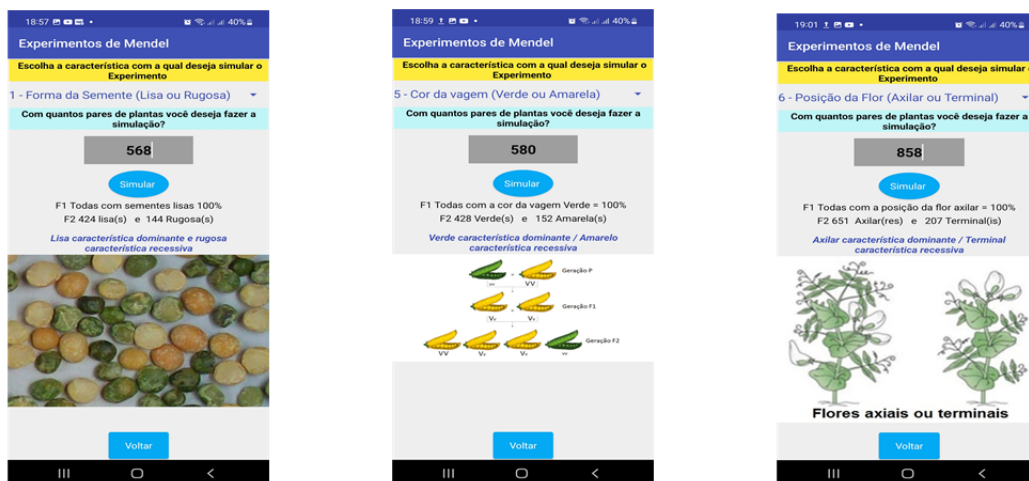 18:57
40%
Experimentos de Mendel
Escolha a característica com a qual deseja simular o
Experimento
1 - Forma da Semente (Lisa ou Rugosa)
Com quantos pares de plantas você deseja fazer a
simulação?
568
Simular
F1 Todas com sementes lisas 100%
F2 424 lisa(s) e 144 Rugosa(s)
Lisa característica dominante e rugosa
característica recessiva
Voltar
18:59
40%
Experimentos de Mendel
Escolha a característica com a qual deseja simular o
Experimento
5 - Cor da vagem (Verde ou Amarela)
Com quantos pares de plantas você deseja fazer a
simulação?
580
Simular
F1 Todas com a cor da vagem Verde = 100%
F2 428 Verde(s) e 152 Amarela(s)
Verde característica dominante / Amarelo
característica recessiva
Geração P
vv VV
Geração F1
Vv Vv
Geração F2
VV Vv Vv vv
Voltar
19:01
40%
Experimentos de Mendel
Escolha a característica com a qual deseja simular o
Experimento
6 - Posição da Flor (Axilar ou Terminal)
Com quantos pares de plantas você deseja fazer a
simulação?
858
Simular
F1 Todas com a posição da flor axilar = 100%
F2 651 Axilar(res) e 207 Terminal(is)
Axilar característica dominante / Terminal
característica recessiva
Flores axiais ou terminais
Voltar